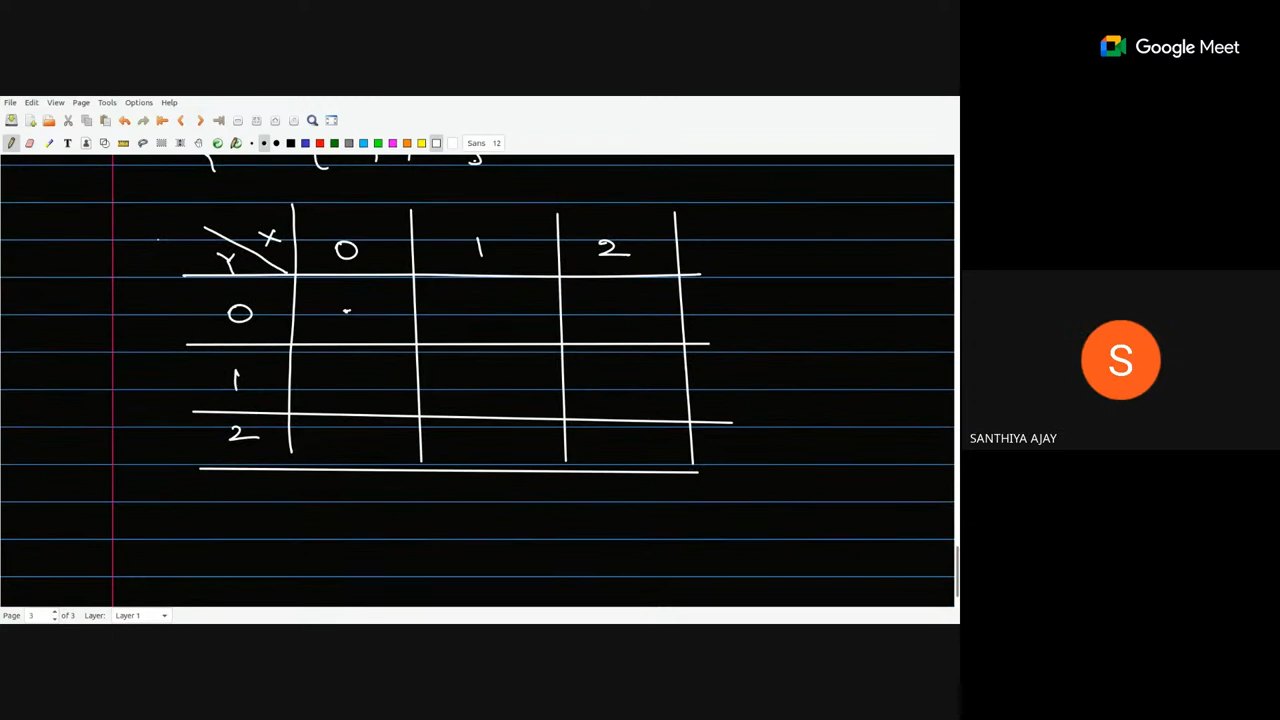 Google Meet
File Edit View Page Tools Options Help
T Sans 12
X 0 1 2
Y
0
1
2
SANTHIYA AJAY
S
Page 3 of 3 Layer: Layer 1